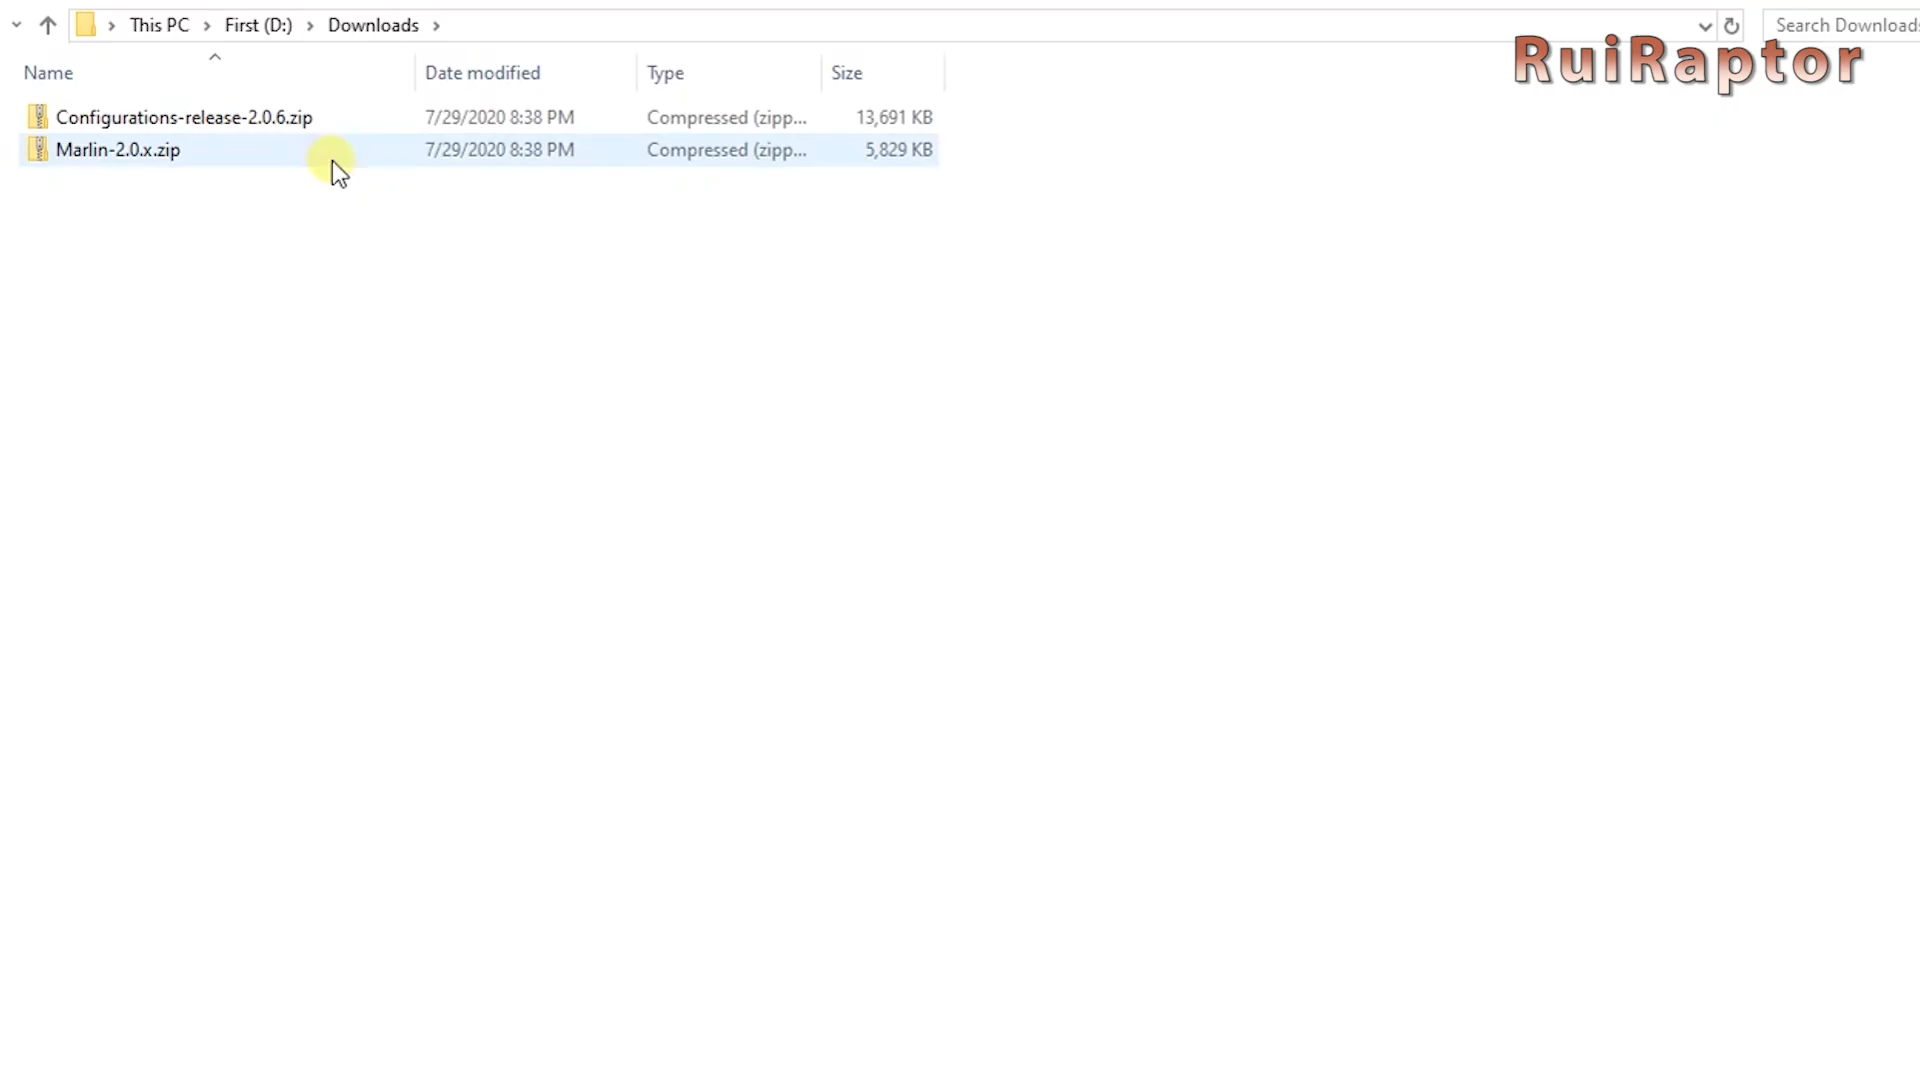 This PC > First (D:) > Downloads >
Search Downloads
RuiRaptor
Name Date modified Type Size
Configurations-release-2.0.6.zip 7/29/2020 8:38 PM Compressed (zipp... 13,691 KB
Marlin-2.0.x.zip 7/29/2020 8:38 PM Compressed (zipp... 5,829 KB